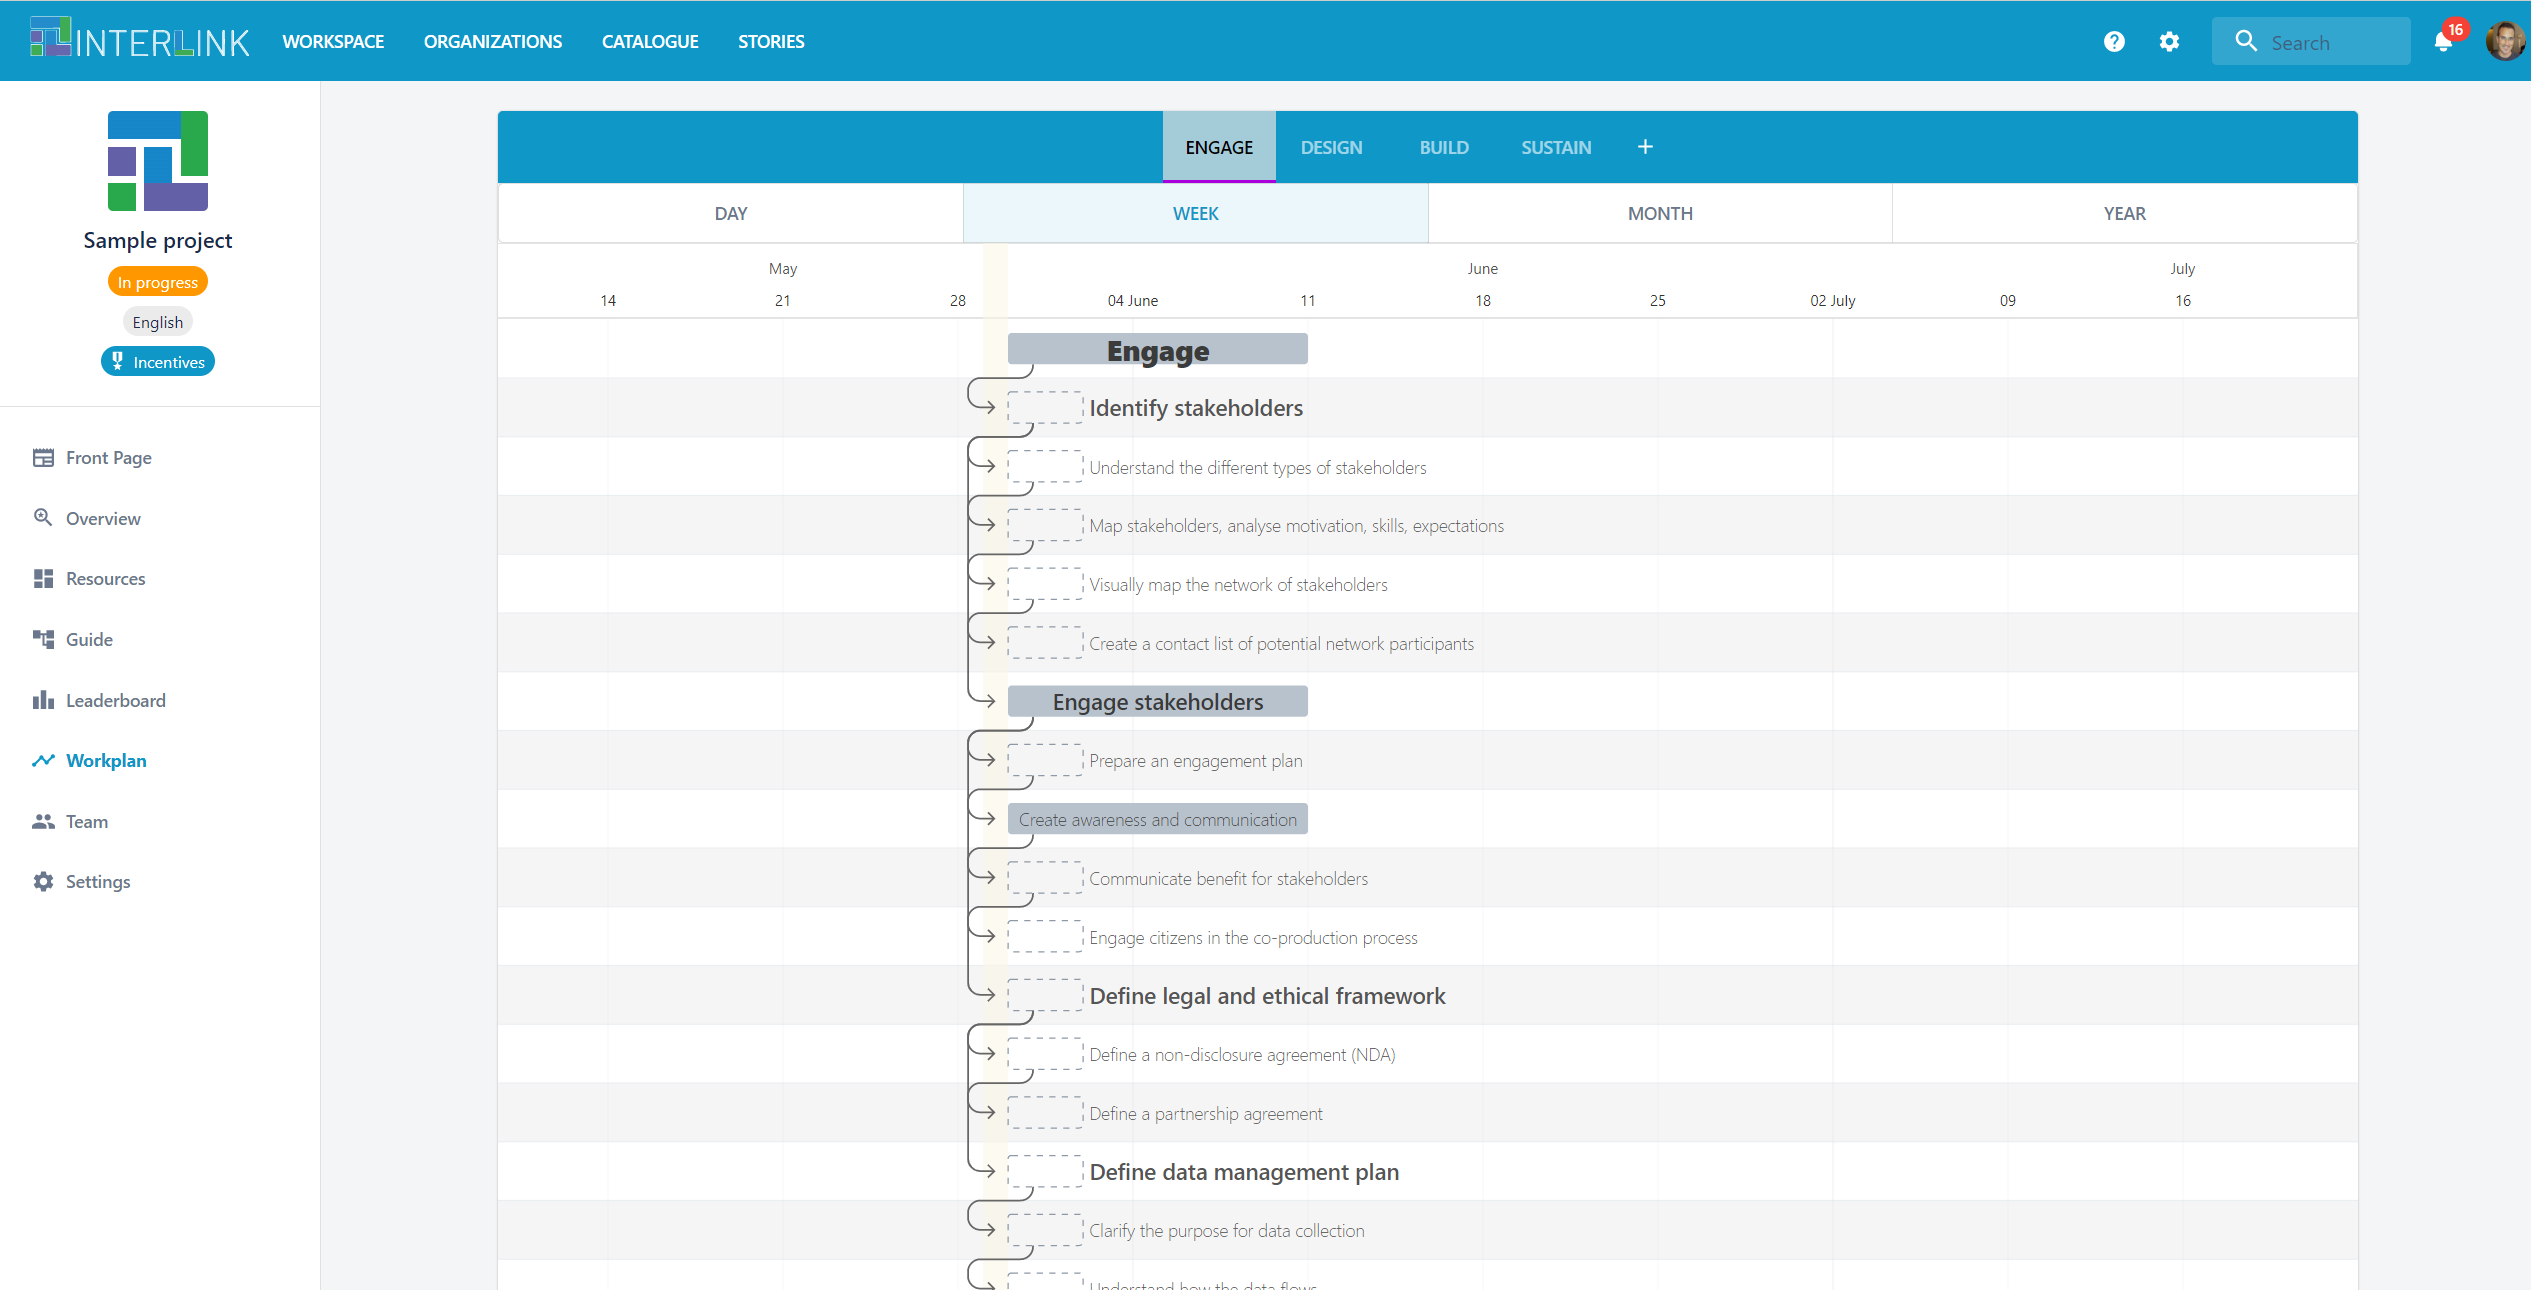 INTERLINK WORKSPACE ORGANIZATIONS CATALOGUE STORIES ? Search 16
Sample project
In progress
English
Incentives
Front Page
Overview
Resources
Guide
Leaderboard
Workplan
Team
Settings
ENGAGE DESIGN BUILD SUSTAIN +
DAY WEEK MONTH YEAR
May June July
14 21 28 04 June 11 18 25 02 July 09 16
Engage
Identify stakeholders
Understand the different types of stakeholders
Map stakeholders, analyse motivation, skills, expectations
Visually map the network of stakeholders
Create a contact list of potential network participants
Engage stakeholders
Prepare an engagement plan
Create awareness and communication
Communicate benefit for stakeholders
Engage citizens in the co-production process
Define legal and ethical framework
Define a non-disclosure agreement (NDA)
Define a partnership agreement
Define data management plan
Clarify the purpose for data collection
Understand how the data flows